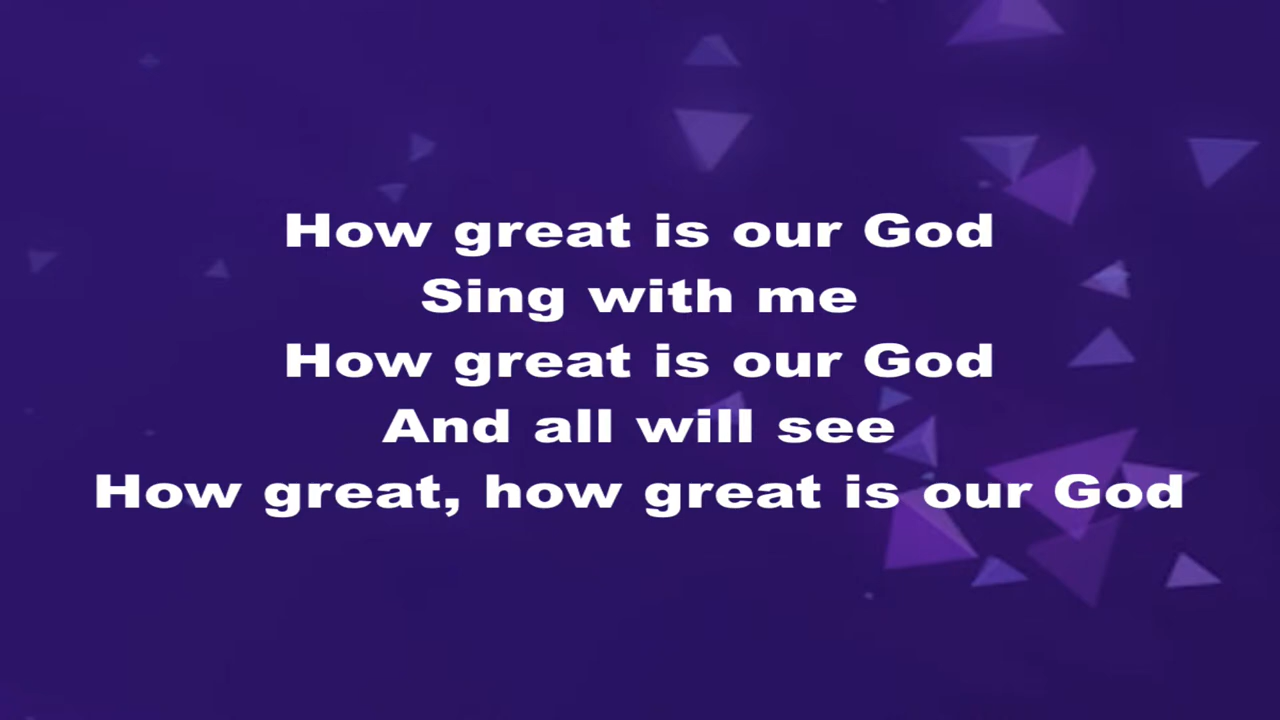 How great is our God
Sing with me
How great is our God
And all will see
How great, how great is our God